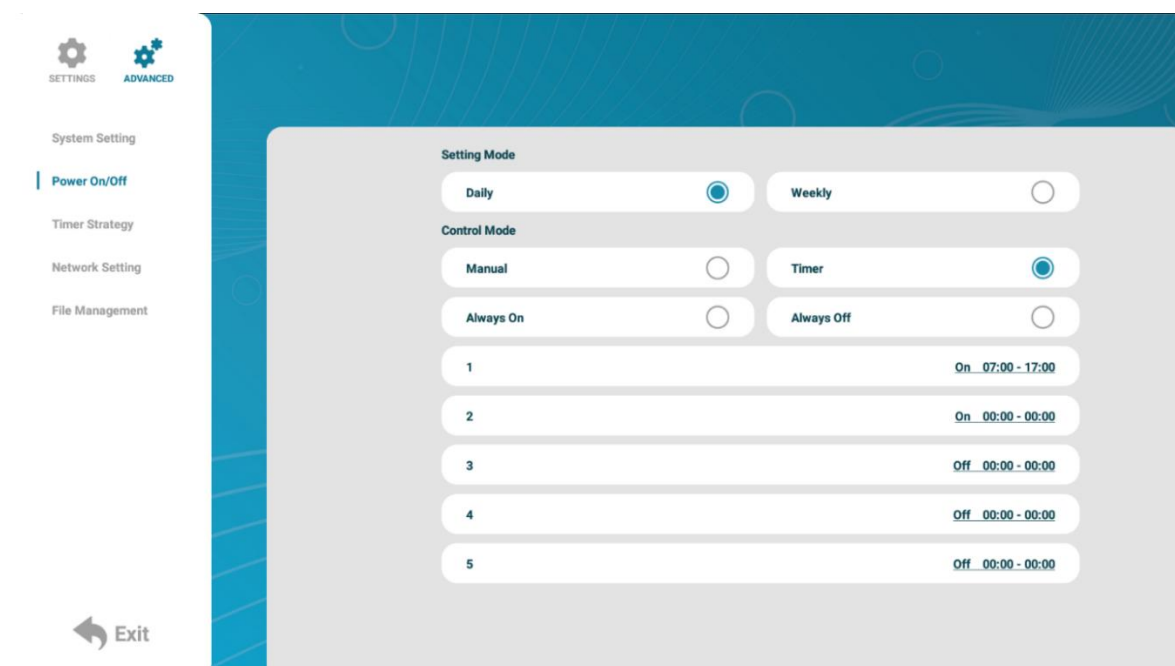 SETTINGS ADVANCED
System Setting
Power On/Off
Timer Strategy
Network Setting
File Management
Exit
Setting Mode
Daily Weekly
Control Mode
Manual Timer
Always On Always Off
1 On 07:00 - 17:00
2 On 00:00 - 00:00
3 Off 00:00 - 00:00
4 Off 00:00 - 00:00
5 Off 00:00 - 00:00